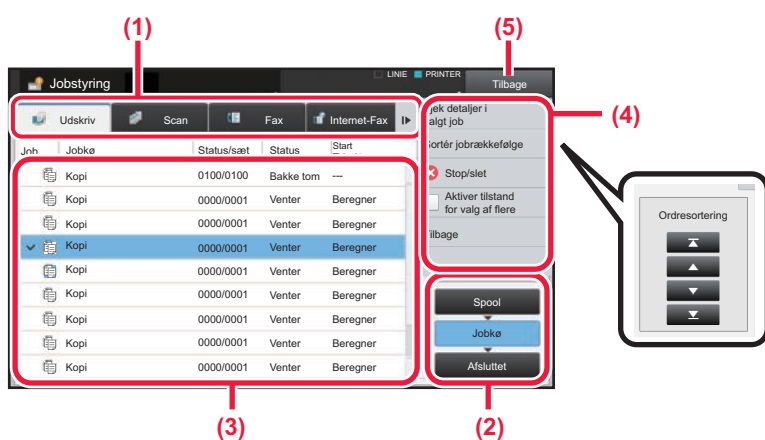 (1)
(5)
Jobstyring
LINIE
PRINTER
Tilbage
Udskriv
Scan
Fax
Internet-Fax
(4)
jek detaljer i
algt job
Sortér jobrækkefølge
Stop/slet
Aktiver tilstand
for valg af flere
Tilbage
Job
Jobkø
Status/sæt
Status
Start
Kopi 0100/0100 Bakke tom ---
Kopi 0000/0001 Venter Beregner
Kopi 0000/0001 Venter Beregner
Kopi 0000/0001 Venter Beregner
Kopi 0000/0001 Venter Beregner
Kopi 0000/0001 Venter Beregner
Kopi 0000/0001 Venter Beregner
Kopi 0000/0001 Venter Beregner
Kopi 0000/0001 Venter Beregner
Ordresortering
Spool
Jobkø
Afsluttet
(3)
(2)